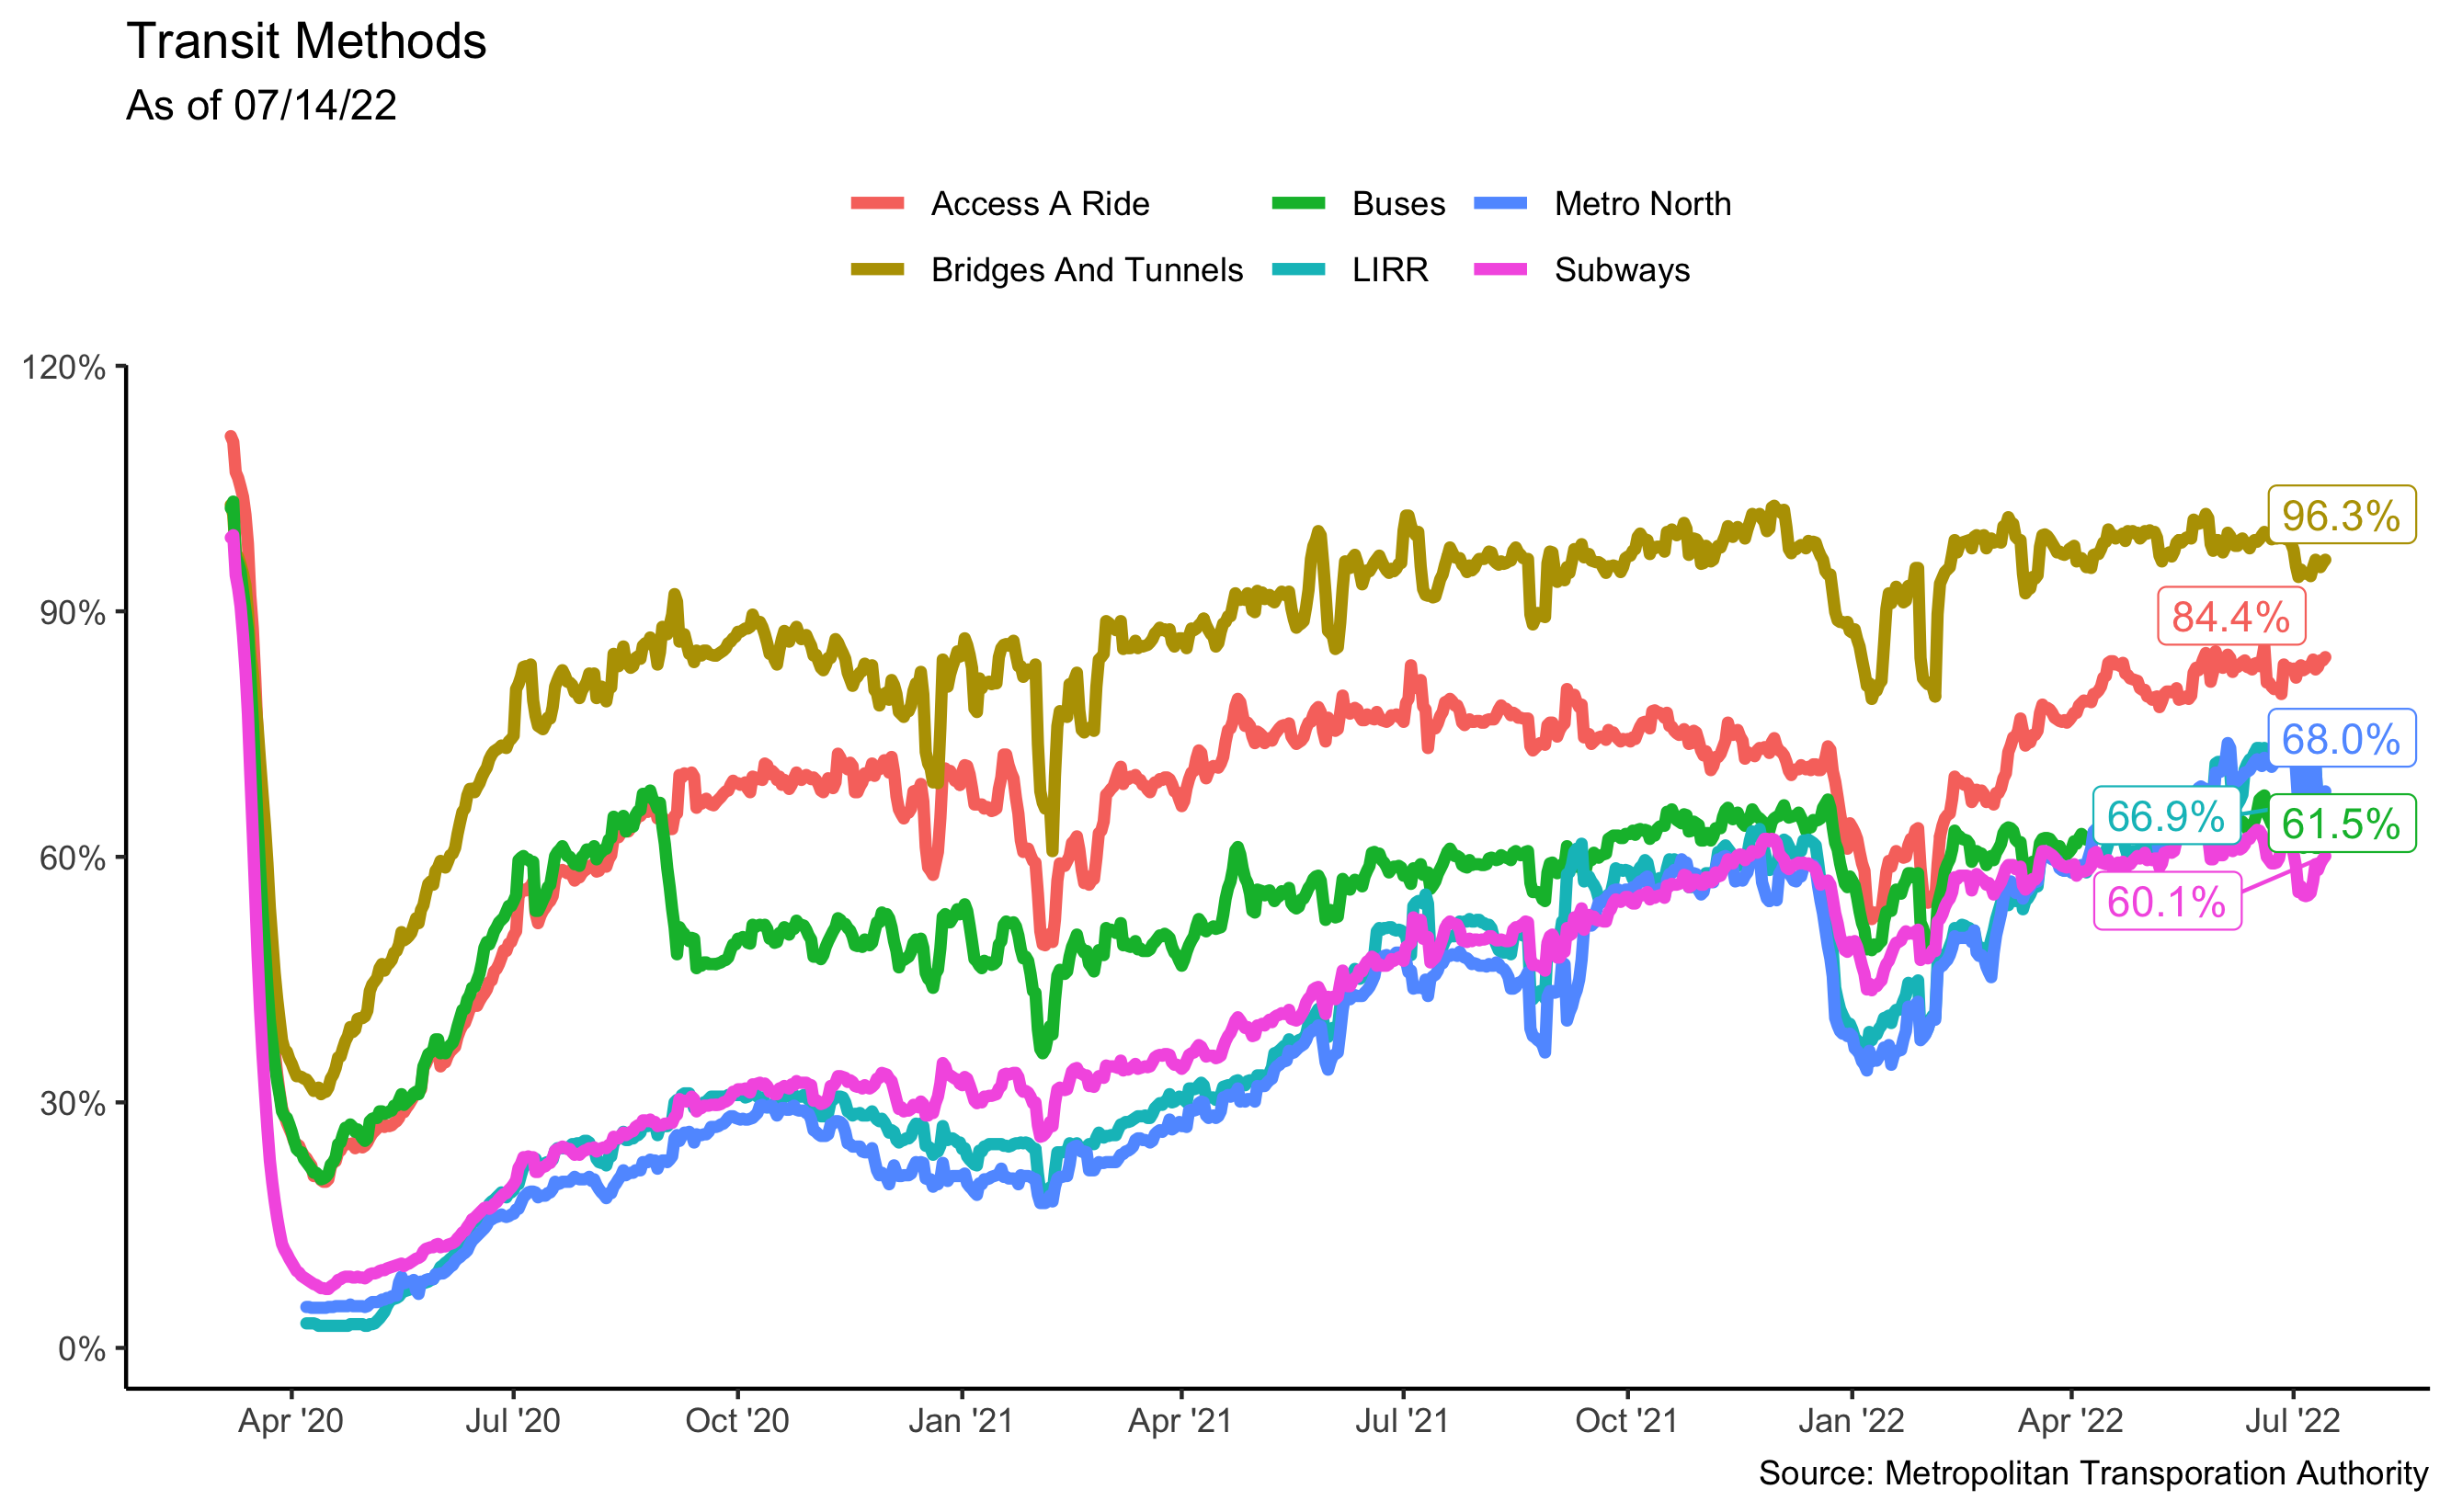 Transit Methods
As of 07/14/22
Access A Ride
Buses
Metro North
Bridges And Tunnels
LIRR
Subways
120%
90%
60%
30%
0%
96.3%
84.4%
68.0%
66.9%
61.5%
60.1%
Apr '20
Jul '20
Oct '20
Jan '21
Apr '21
Jul '21
Oct '21
Jan '22
Apr '22
Jul '22
Source: Metropolitan Transporation Authority